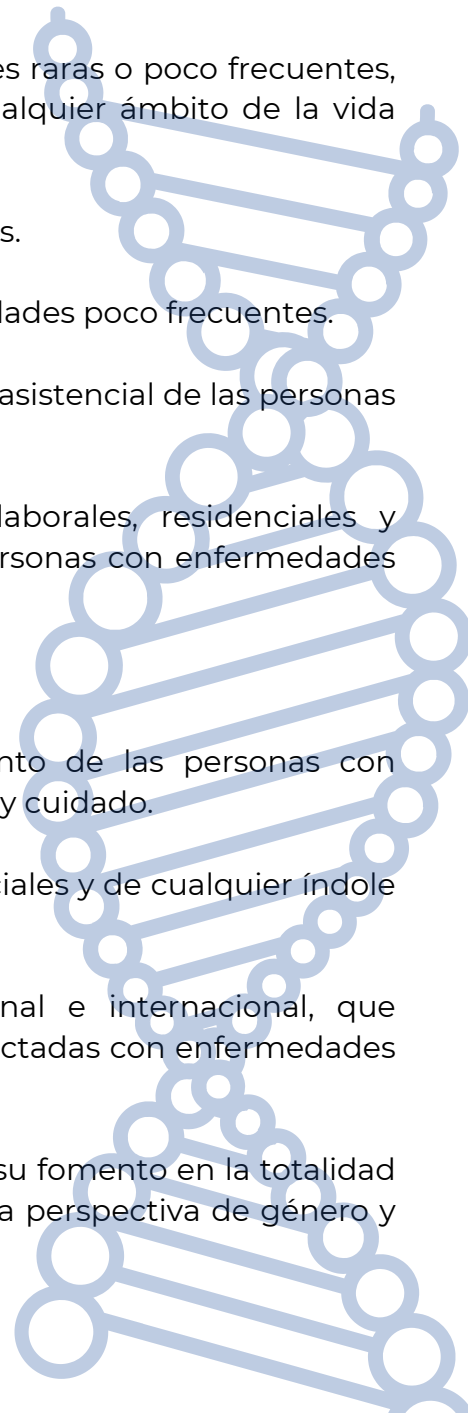 es raras o poco frecuentes,
alquier ámbito de la vida
s.
dades poco frecuentes.
asistencial de las personas
laborales, residenciales y
rsonas con enfermedades
nto de las personas con
y cuidado.
ciales y de cualquier índole
nal e internacional, que
ctadas con enfermedades
su fomento en la totalidad
a perspectiva de género y